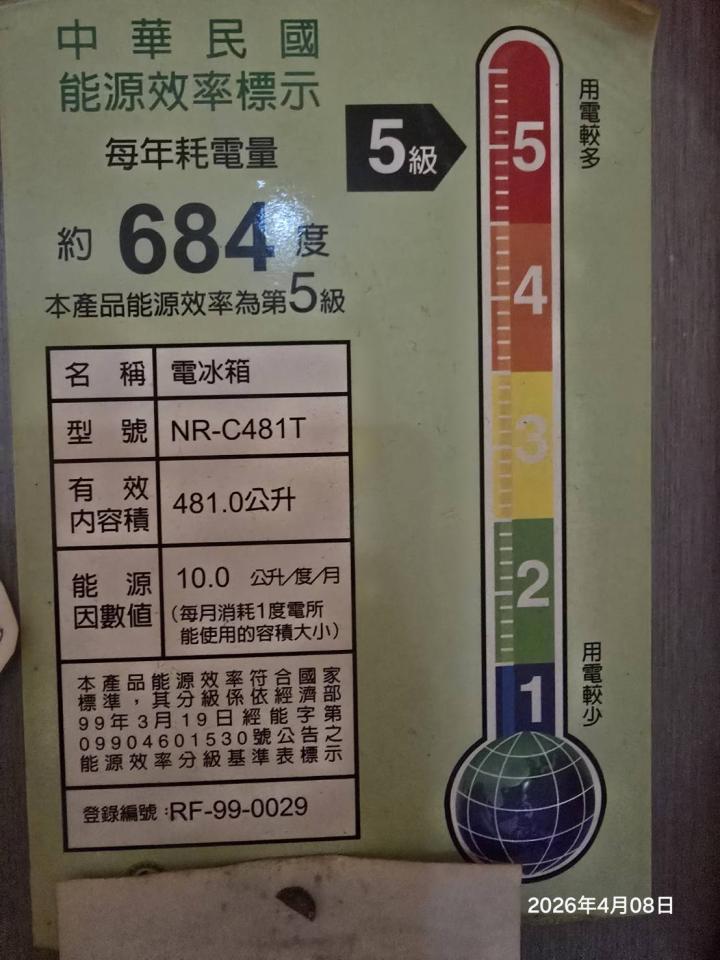 中華民國
能源效率標示
每年耗電量
約 684 度
本產品能源效率為第5級
5級
用電較多
5
4
3
2
1
用電較少
名稱 電冰箱
型號 NR-C481T
有效內容積 481.0公升
能源因數值 10.0 公升/度/月
(每月消耗1度電所
能使用的容積大小)
本產品能源效率符合國家
標準,其分級係依經濟部
99年3月19日經能字第
09904601530號公告之
能源效率分級基準表標示
登錄編號:RF-99-0029
2026年4月08日